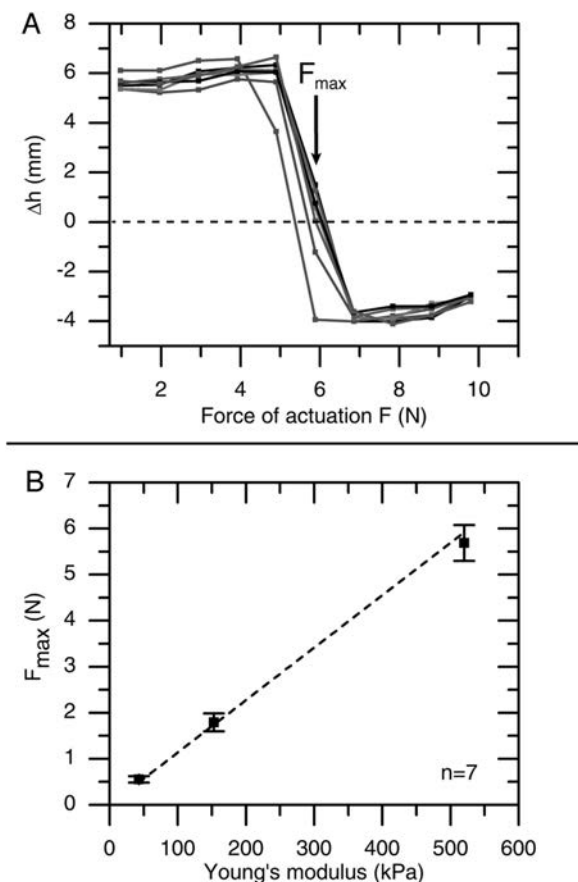 A
8
6
4
2
0
-2
-4
Δh (mm)
F_max
2 4 6 8 10
Force of actuation F (N)
B
7
6
5
4
3
2
1
0
F_max (N)
n=7
0 100 200 300 400 500 600
Young's modulus (kPa)